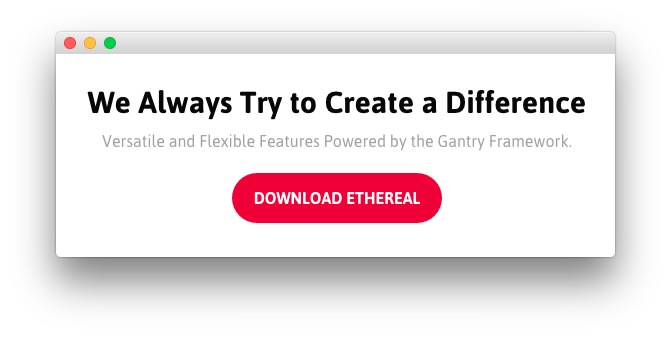 We Always Try to Create a Difference
Versatile and Flexible Features Powered by the Gantry Framework.
DOWNLOAD ETHEREAL